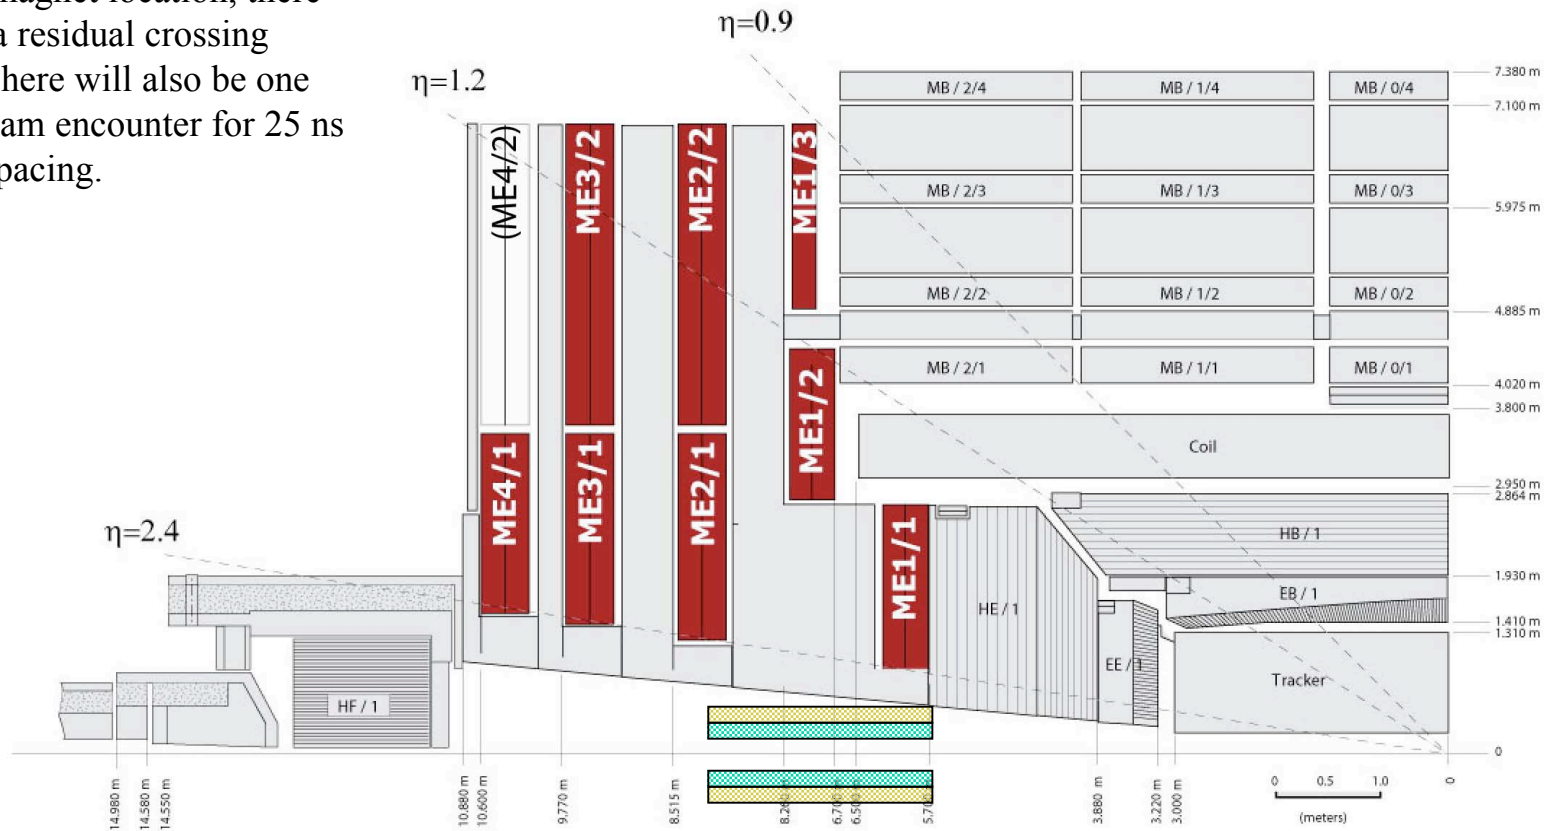 magnet location, there
a residual crossing
here will also be one
am encounter for 25 ns
pacing.
η=0.9
η=1.2
η=2.4
(ME4/2)
ME3/2
ME2/2
ME1/3
MB / 2/4
MB / 1/4
MB / 0/4
MB / 2/3
MB / 1/3
MB / 0/3
MB / 2/2
MB / 1/2
MB / 0/2
MB / 2/1
MB / 1/1
MB / 0/1
ME1/2
Coil
ME4/1
ME3/1
ME2/1
ME1/1
HE / 1
HB / 1
EB / 1
EE / 1
Tracker
HF / 1
7.380 m
7.100 m
5.975 m
4.885 m
4.020 m
3.800 m
2.950 m
2.864 m
1.930 m
1.410 m
1.310 m
0
14.980 m
14.580 m
14.550 m
10.880 m
10.600 m
9.770 m
8.515 m
8.260 m
6.700 m
6.500 m
3.880 m
3.220 m
3.000 m
0
0 0.5 1.0
(meters)